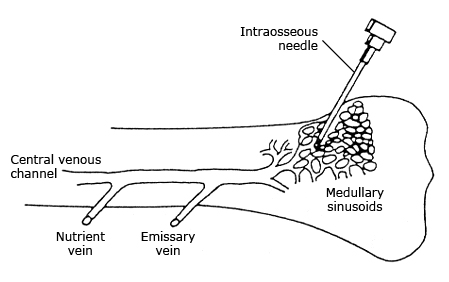 Intraosseous
needle
Central venous
channel
Medullary
sinusoids
Nutrient
vein
Emissary
vein